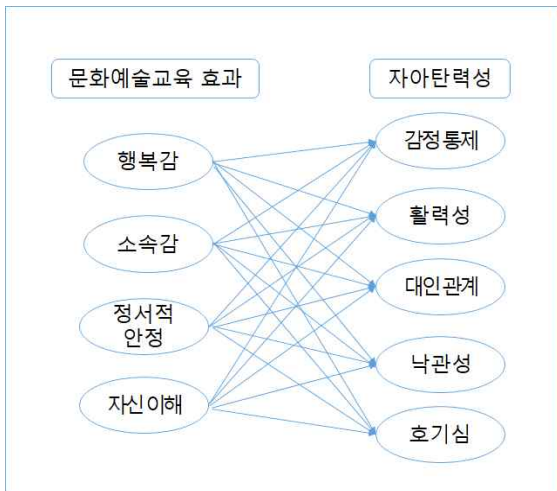 문화예술교육 효과
자아탄력성
행복감
소속감
정서적
안정
자신이해
감정통제
활력성
대인관계
낙관성
호기심